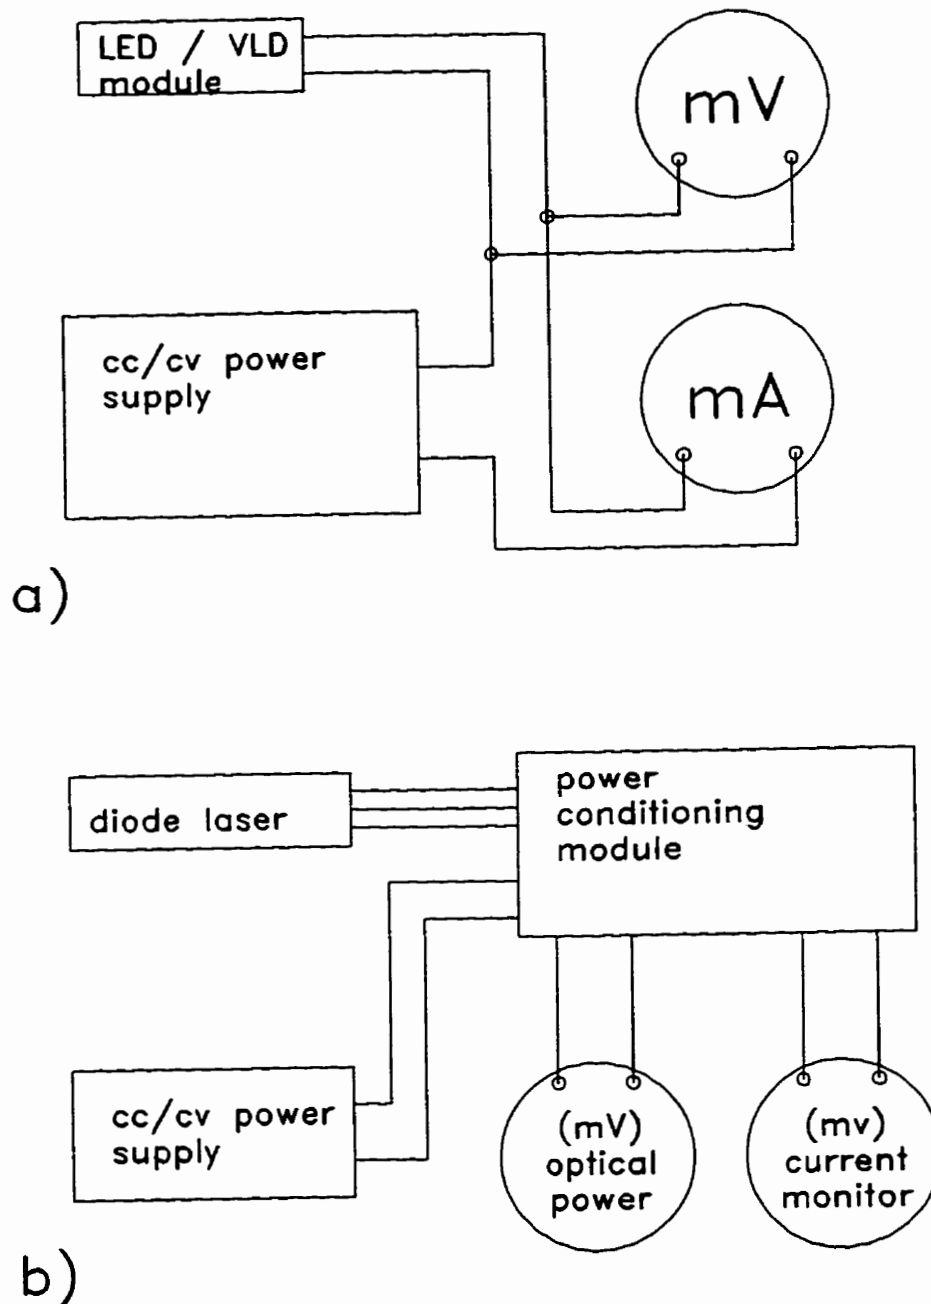 LED / VLD
module
mV
cc/cv power
supply
mA
a)
diode laser
power
conditioning
module
cc/cv power
supply
(mV)
optical
power
(mv)
current
monitor
b)